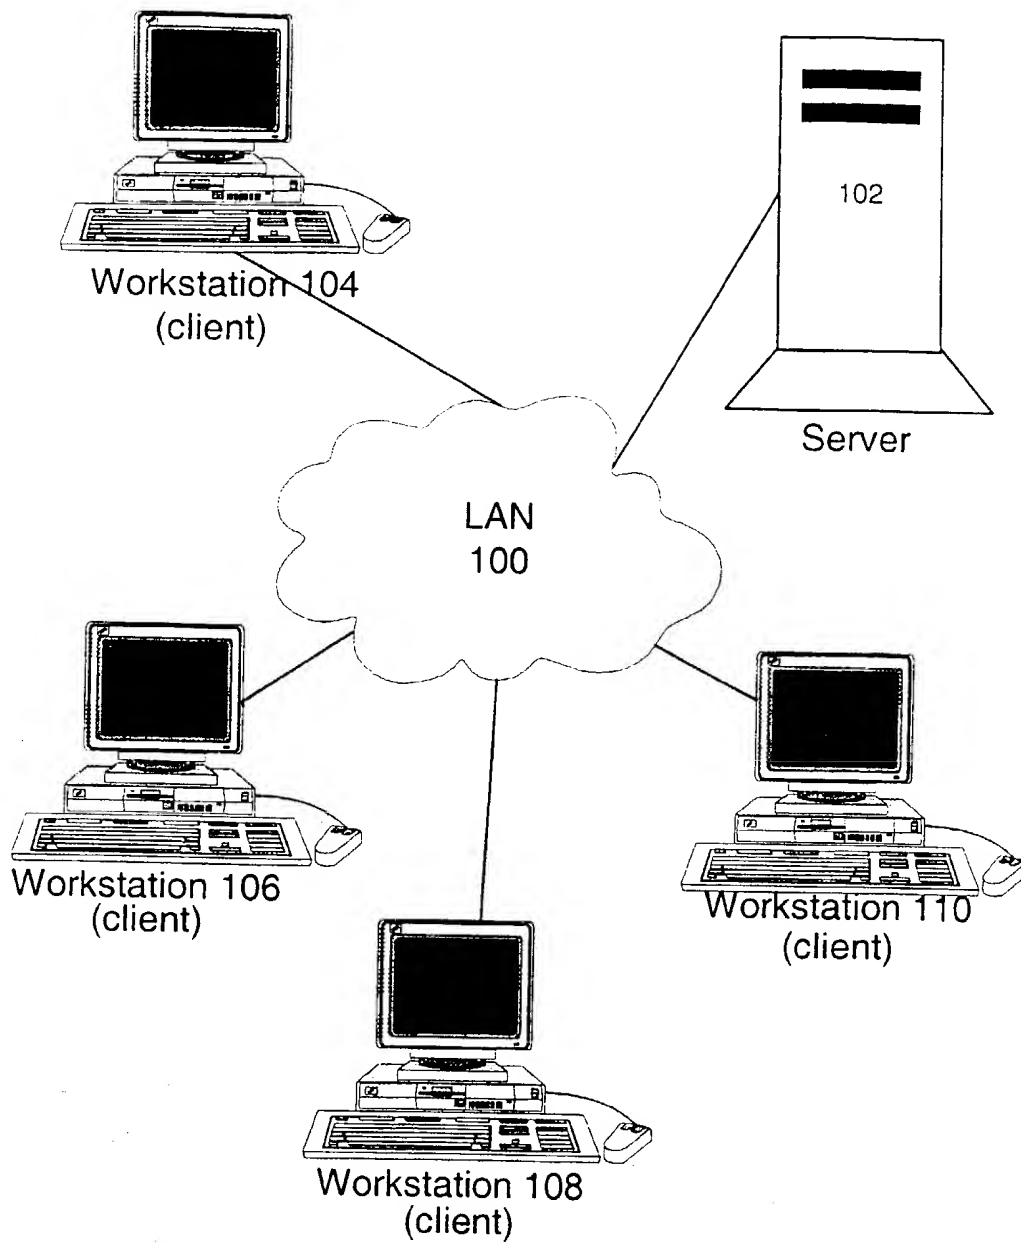 102
Workstation 104
(client)
Server
LAN
100
Workstation 106
(client)
Workstation 110
(client)
Workstation 108
(client)